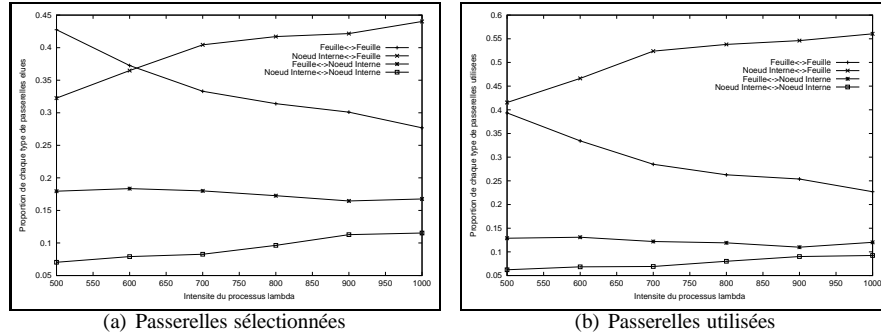 0.45
0.4
0.35
0.3
0.25
0.2
0.15
0.1
0.05
500 550 600 650 700 750 800 850 900 950 1000
Proportion de chaque type de passerelles elues
Intensite du processus lambda
Feuille<->Feuille
Noeud Interne<->Feuille
Feuille<->Noeud Interne
Noeud Interne<->Noeud Interne
(a) Passerelles sélectionnées
0.6
0.55
0.5
0.45
0.4
0.35
0.3
0.25
0.2
0.15
0.1
0.05
500 550 600 650 700 750 800 850 900 950 1000
Proportion de chaque type de passerelles utilisees
Intensite du processus lambda
Feuille<->Feuille
Noeud Interne<->Feuille
Feuille<->Noeud Interne
Noeud Interne<->Noeud Interne
(b) Passerelles utilisées